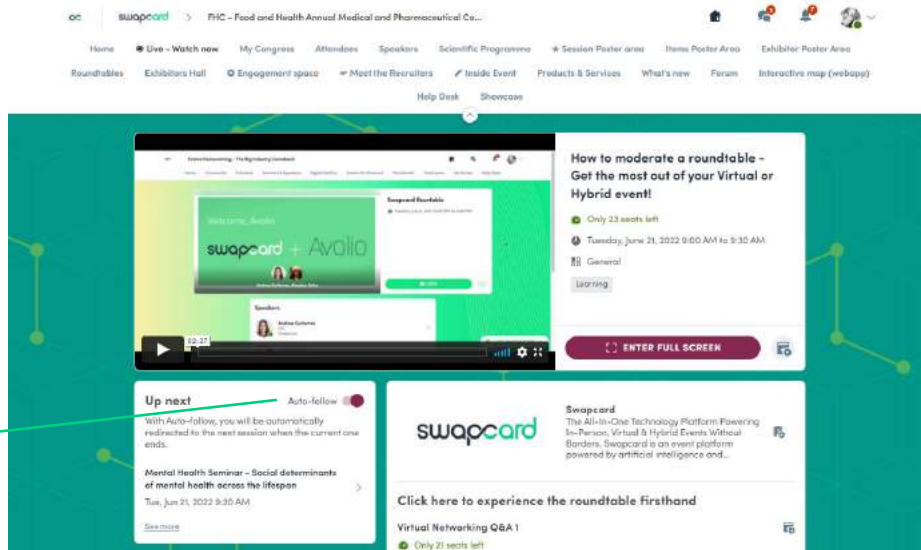 oc swapcard > FHC - Food and Health Annual Medical and Pharmaceutical Co...
Home Live - Watch now My Congress Attendees Speakers Scientific Programme Session Poster area Items Poster Area Exhibitor Poster Area
Roundtables Exhibitors Hall Engagement space Meet the Recruiters Inside Event Products & Services What's new Forum Interactive map (webapp)
Help Desk Showcase
Welcome, Avolio
swapcard + Avolio
Swapcard Roundtable
Speakers
Andrea Gutierrez
02:27
How to moderate a roundtable -
Get the most out of your Virtual or
Hybrid event!
Only 23 seats left
Tuesday, June 21, 2022 9:00 AM to 9:30 AM
General
Learning
ENTER FULL SCREEN
Up next Auto-follow
With Auto-follow, you will be automatically
redirected to the next session when the current one
ends.
Mental Health Seminar - Social determinants
of mental health across the lifespan
Tue, Jun 21, 2022 9:30 AM
See more
swapcard
Swapcard
The All-In-One Technology Platform Powering
In-Person, Virtual & Hybrid Events Without
Borders. Swapcard is an event platform
powered by artificial intelligence and...
Click here to experience the roundtable firsthand
Virtual Networking Q&A 1
Only 21 seats left